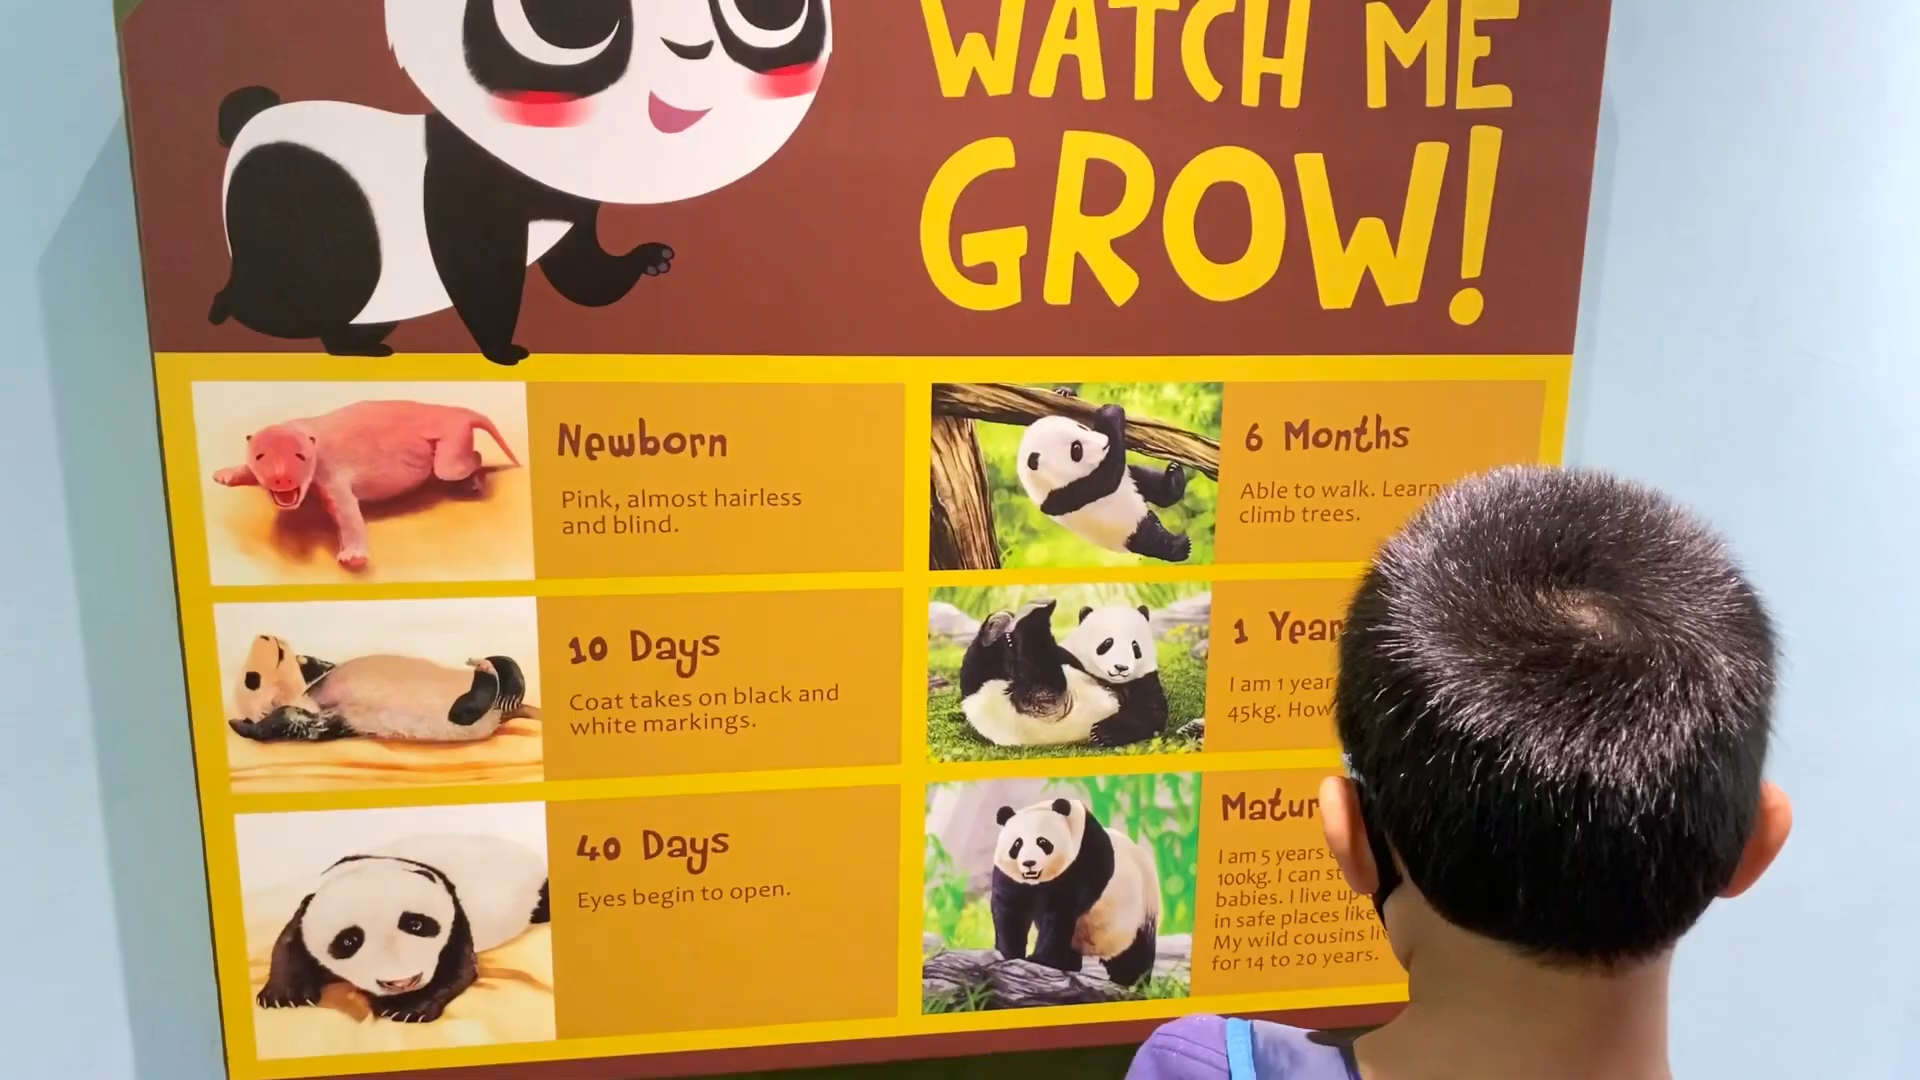 WATCH ME
GROW!
Newborn
Pink, almost hairless
and blind.
10 Days
Coat takes on black and
white markings.
40 Days
Eyes begin to open.
6 Months
Able to walk. Learn
climb trees.
1 Year
I am 1 year
45kg. How
Matur
I am 5 years
100kg. I can st
babies. I live up
in safe places like
My wild cousins li
for 14 to 20 years.